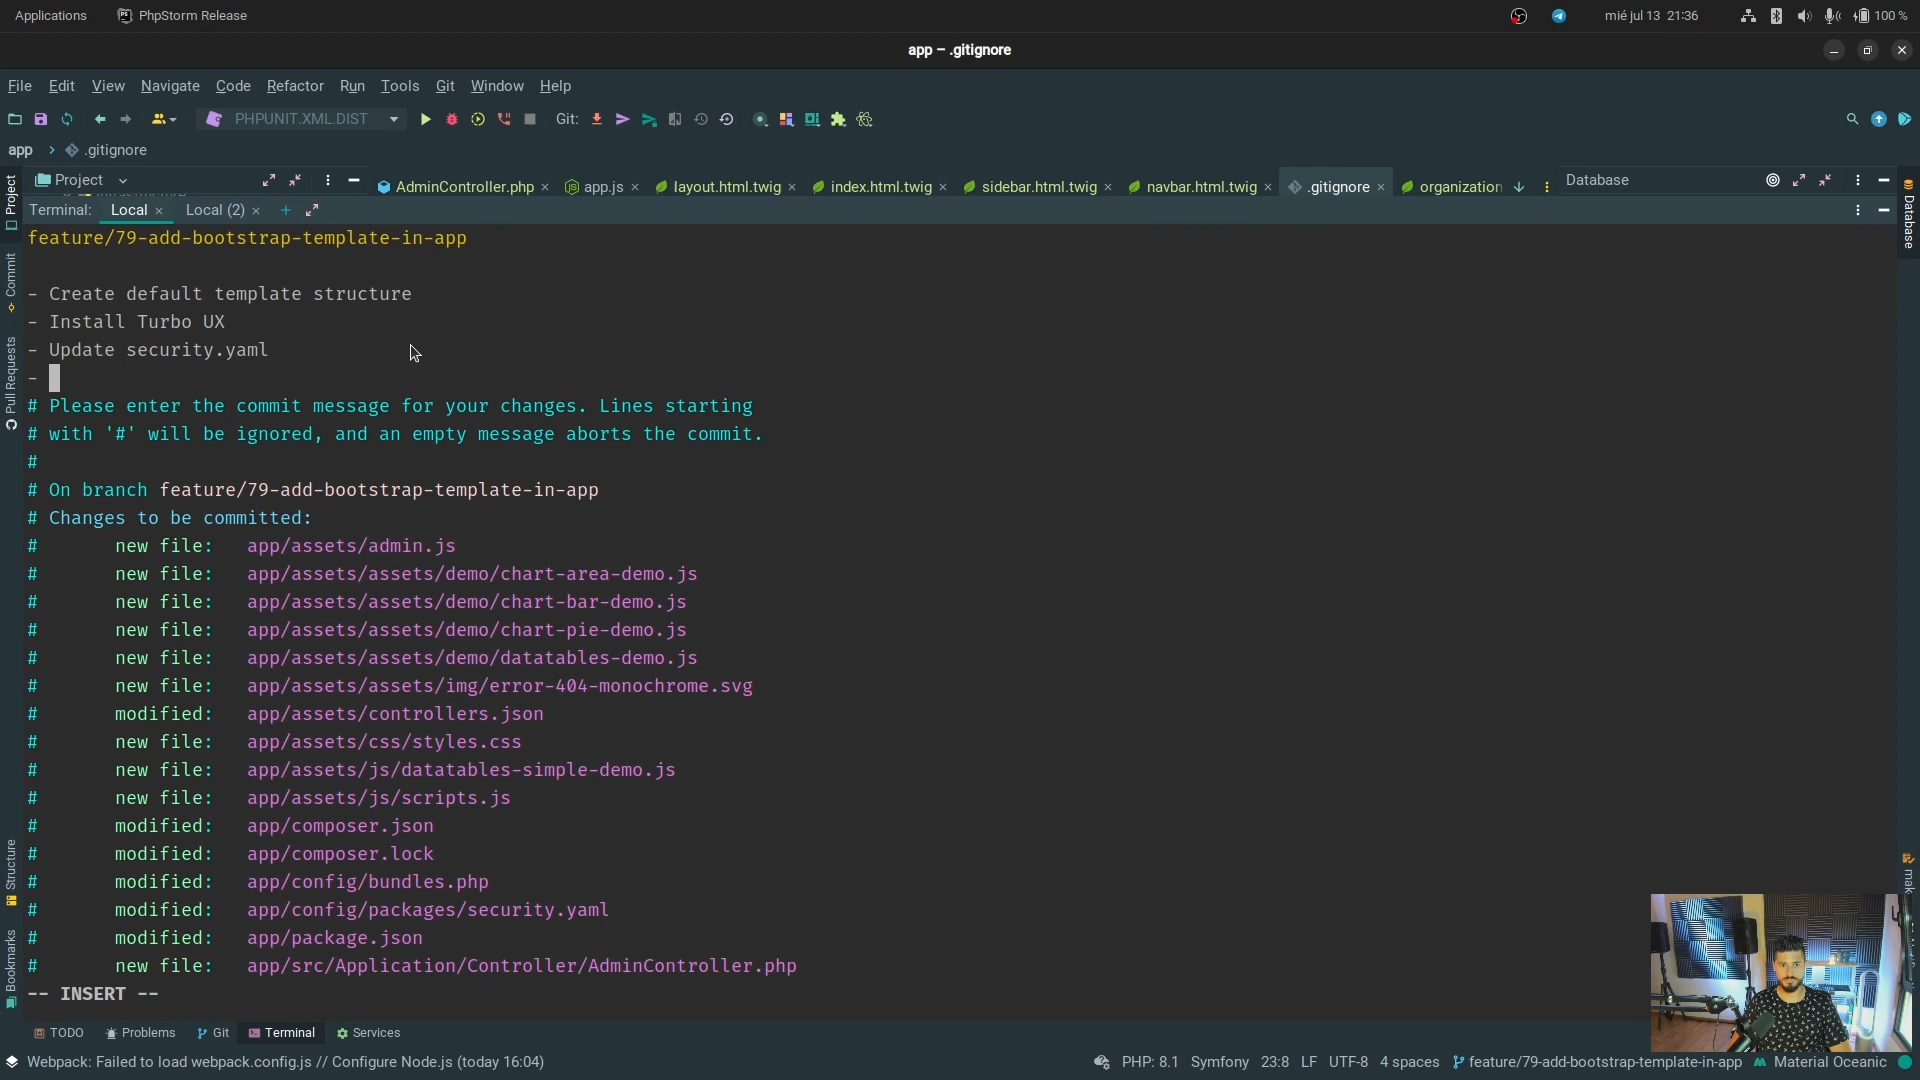 Applications PhpStorm Release mié jul 13 21:36 100 %
app – .gitignore
File Edit View Navigate Code Refactor Run Tools Git Window Help
PHPUNIT.XML.DIST Git:
app .gitignore
Project AdminController.php app.js layout.html.twig index.html.twig sidebar.html.twig navbar.html.twig .gitignore organization Database
Terminal: Local Local (2)
Project
Commit
Pull Requests
Structure
Bookmarks
Database
mak
feature/79-add-bootstrap-template-in-app
- Create default template structure
- Install Turbo UX
- Update security.yaml
-
# Please enter the commit message for your changes. Lines starting
# with '#' will be ignored, and an empty message aborts the commit.
#
# On branch feature/79-add-bootstrap-template-in-app
# Changes to be committed:
# new file: app/assets/admin.js
# new file: app/assets/assets/demo/chart-area-demo.js
# new file: app/assets/assets/demo/chart-bar-demo.js
# new file: app/assets/assets/demo/chart-pie-demo.js
# new file: app/assets/assets/demo/datatables-demo.js
# new file: app/assets/assets/img/error-404-monochrome.svg
# modified: app/assets/controllers.json
# new file: app/assets/css/styles.css
# new file: app/assets/js/datatables-simple-demo.js
# new file: app/assets/js/scripts.js
# modified: app/composer.json
# modified: app/composer.lock
# modified: app/config/bundles.php
# modified: app/config/packages/security.yaml
# modified: app/package.json
# new file: app/src/Application/Controller/AdminController.php
-- INSERT --
TODO Problems Git Terminal Services
Webpack: Failed to load webpack.config.js // Configure Node.js (today 16:04) PHP: 8.1 Symfony 23:8 LF UTF-8 4 spaces feature/79-add-bootstrap-template-in-app Material Oceanic